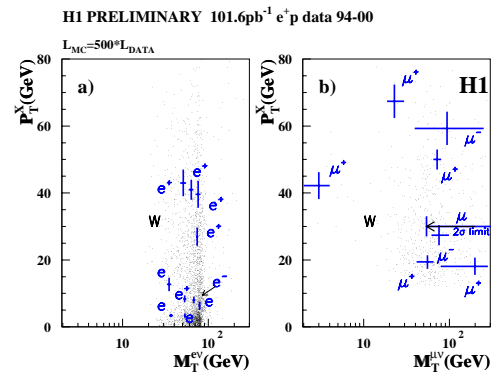 H1 PRELIMINARY 101.6pb⁻¹ e⁺p data 94-00
L_MC=500*L_DATA
P_T^X(GeV)
80
60
40
20
0
a)
e⁺
e⁺
e⁺
e⁺
W
e
e⁻
e⁺
e
e
e
e
10
10²
M_T^eν(GeV)
P_T^X(GeV)
80
60
40
20
0
b)
H1
μ⁺
μ⁻
μ⁺
μ⁺
W
μ
2σ limit
μ⁻
μ⁺
μ⁺
10
10²
M_T^μν(GeV)